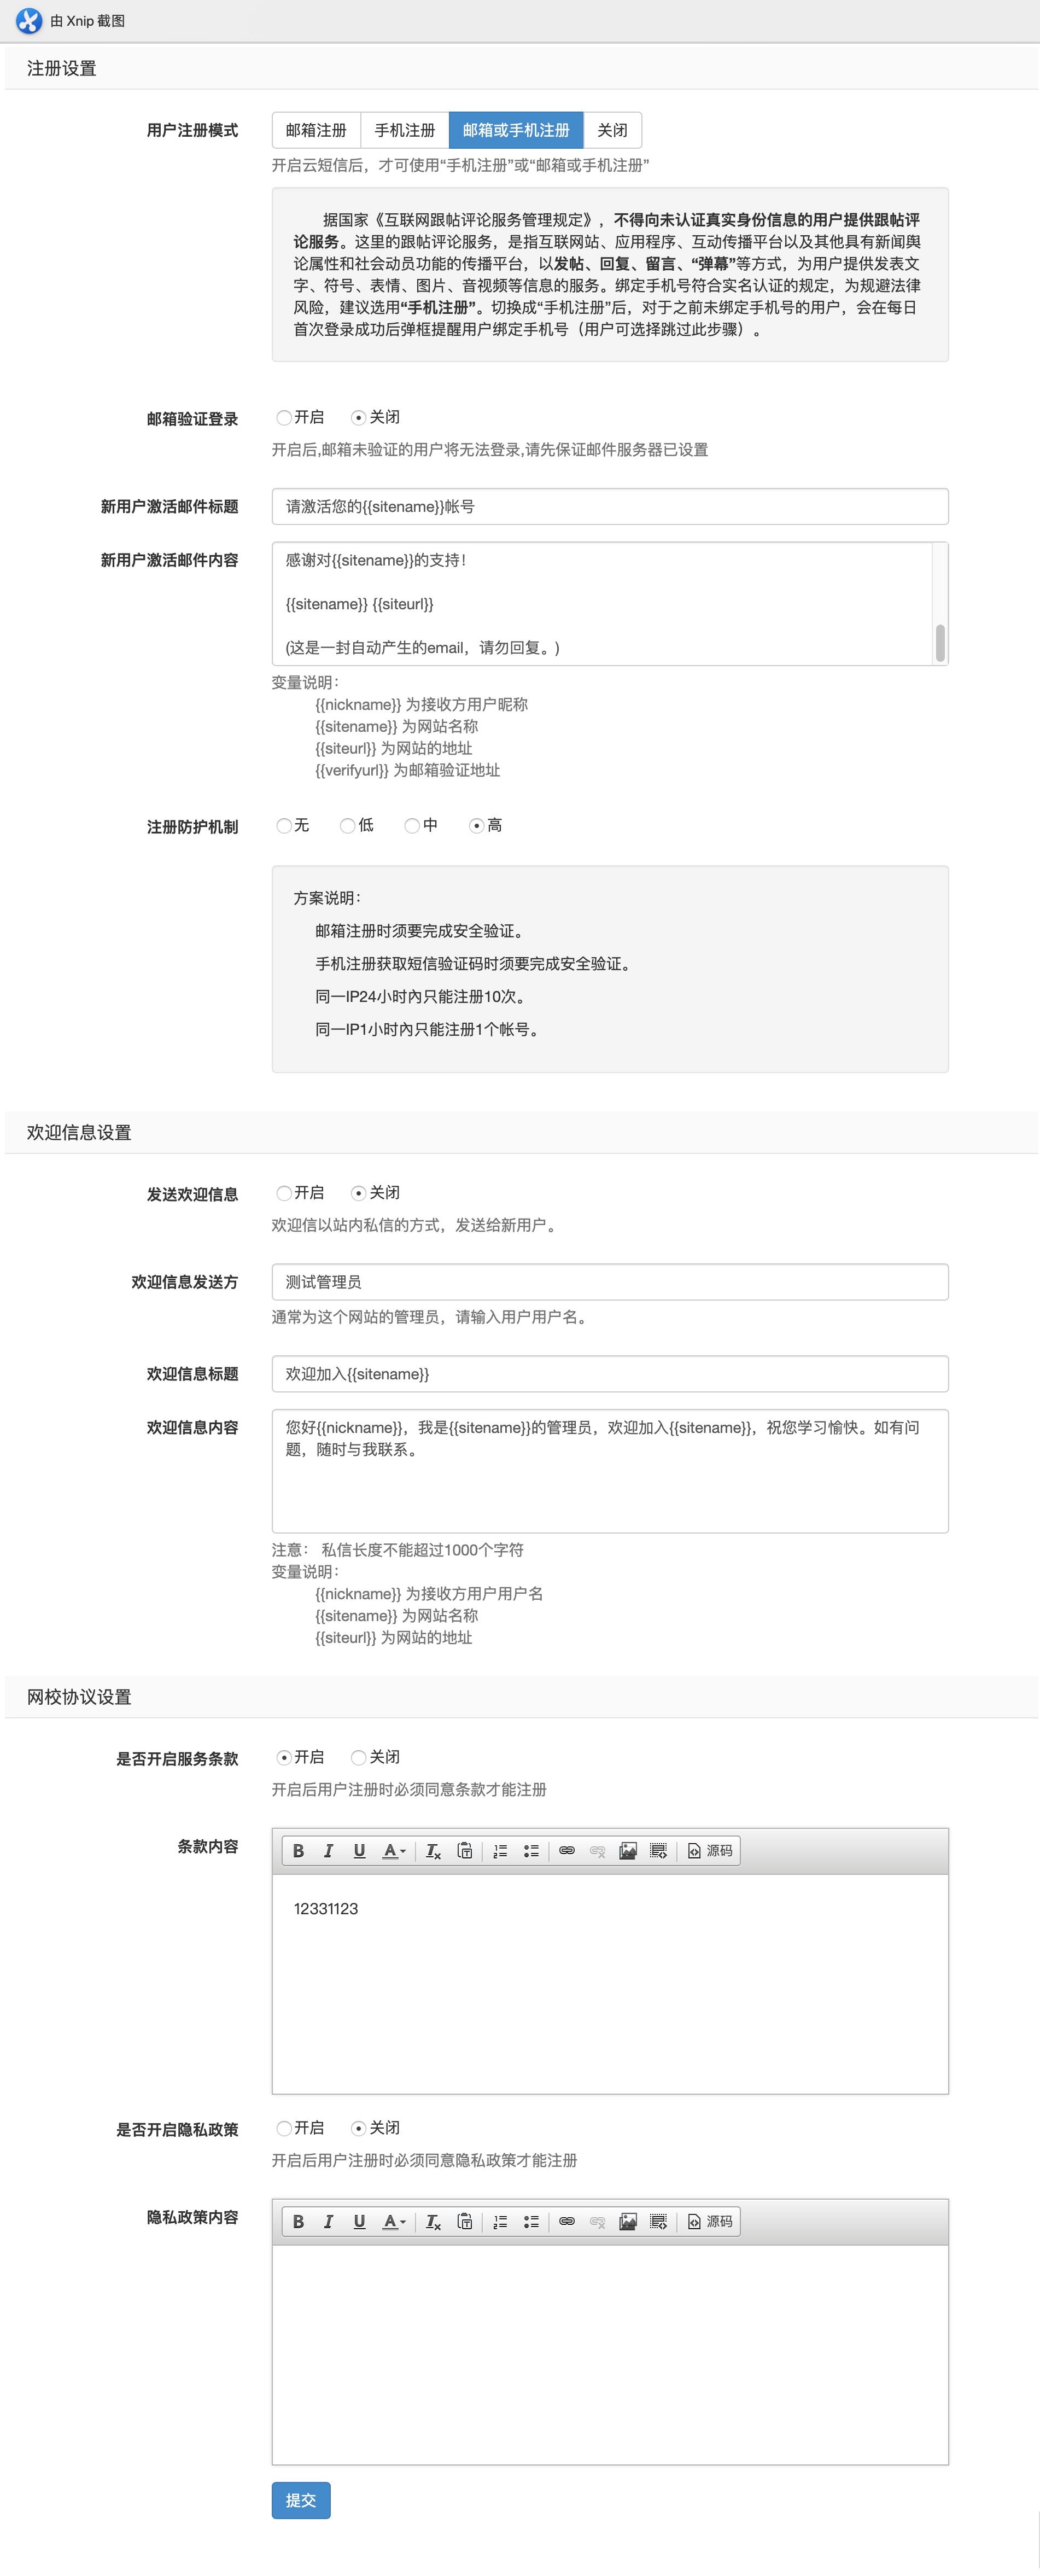 由 Xnip 截图
注册设置
用户注册模式
邮箱注册 手机注册 邮箱或手机注册 关闭
开启云短信后，才可使用“手机注册”或“邮箱或手机注册”
据国家《互联网跟帖评论服务管理规定》，不得向未认证真实身份信息的用户提供跟帖评
论服务。这里的跟帖评论服务，是指互联网站、应用程序、互动传播平台以及其他具有新闻舆
论属性和社会动员功能的传播平台，以发帖、回复、留言、“弹幕”等方式，为用户提供发表文
字、符号、表情、图片、音视频等信息的服务。绑定手机号符合实名认证的规定，为规避法律
风险，建议选用“手机注册”。切换成“手机注册”后，对于之前未绑定手机号的用户，会在每日
首次登录成功后弹框提醒用户绑定手机号（用户可选择跳过此步骤）。
邮箱验证登录 开启 关闭
开启后,邮箱未验证的用户将无法登录,请先保证邮件服务器已设置
新用户激活邮件标题 请激活您的{{sitename}}帐号
新用户激活邮件内容 感谢对{{sitename}}的支持！
{{sitename}} {{siteurl}}
(这是一封自动产生的email，请勿回复。)
变量说明：
{{nickname}} 为接收方用户昵称
{{sitename}} 为网站名称
{{siteurl}} 为网站的地址
{{verifyurl}} 为邮箱验证地址
注册防护机制 无 低 中 高
方案说明：
邮箱注册时须要完成安全验证。
手机注册获取短信验证码时须要完成安全验证。
同一IP24小时內只能注册10次。
同一IP1小时內只能注册1个帐号。
欢迎信息设置
发送欢迎信息 开启 关闭
欢迎信以站内私信的方式，发送给新用户。
欢迎信息发送方 测试管理员
通常为这个网站的管理员，请输入用户用户名。
欢迎信息标题 欢迎加入{{sitename}}
欢迎信息内容 您好{{nickname}}，我是{{sitename}}的管理员，欢迎加入{{sitename}}，祝您学习愉快。如有问
题，随时与我联系。
注意： 私信长度不能超过1000个字符
变量说明：
{{nickname}} 为接收方用户用户名
{{sitename}} 为网站名称
{{siteurl}} 为网站的地址
网校协议设置
是否开启服务条款 开启 关闭
开启后用户注册时必须同意条款才能注册
条款内容 B I U A Tx 源码
12331123
是否开启隐私政策 开启 关闭
开启后用户注册时必须同意隐私政策才能注册
隐私政策内容 B I U A Tx 源码
提交